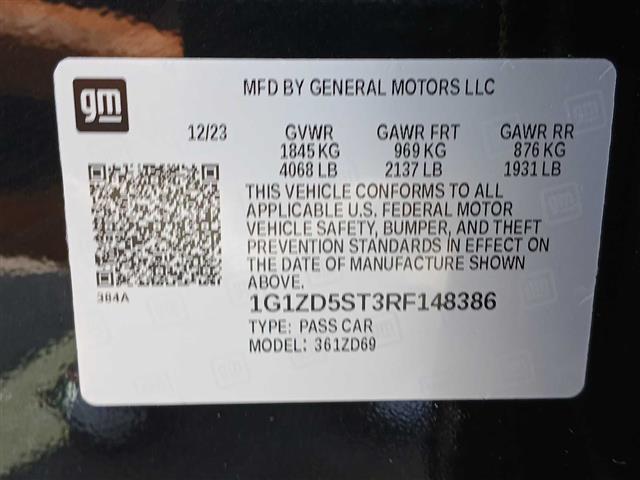 gm
MFD BY GENERAL MOTORS LLC
12/23 GVWR GAWR FRT GAWR RR
1845 KG 969 KG 876 KG
4068 LB 2137 LB 1931 LB
THIS VEHICLE CONFORMS TO ALL
APPLICABLE U.S. FEDERAL MOTOR
VEHICLE SAFETY, BUMPER, AND THEFT
PREVENTION STANDARDS IN EFFECT ON
THE DATE OF MANUFACTURE SHOWN
ABOVE.
384A
1G1ZD5ST3RF148386
TYPE: PASS CAR
MODEL: 361ZD69